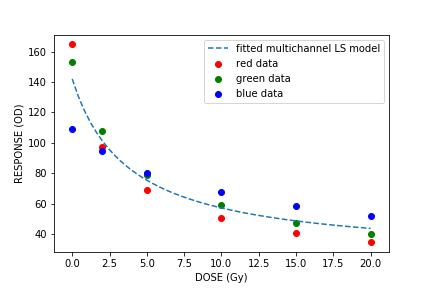 fitted multichannel LS model
red data
green data
blue data
RESPONSE (OD)
160
140
120
100
80
60
40
0.0 2.5 5.0 7.5 10.0 12.5 15.0 17.5 20.0
DOSE (Gy)